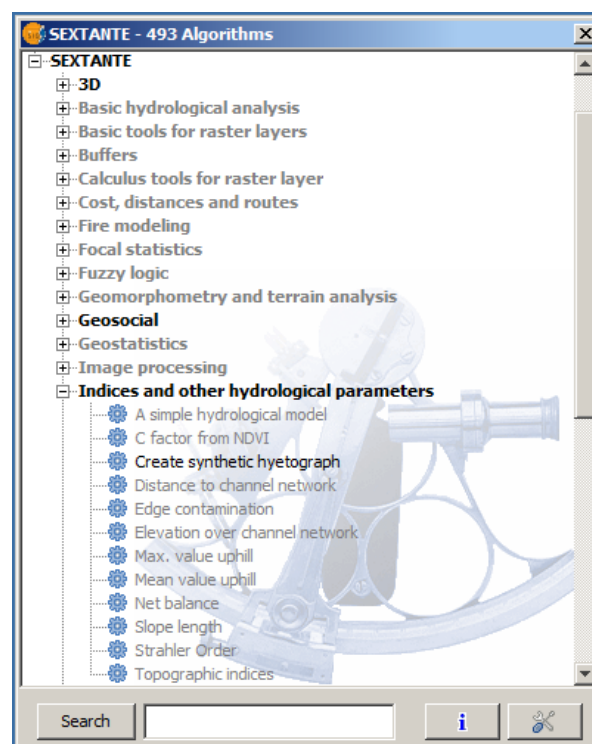 SEXTANTE - 493 Algorithms
SEXTANTE
3D
Basic hydrological analysis
Basic tools for raster layers
Buffers
Calculus tools for raster layer
Cost, distances and routes
Fire modeling
Focal statistics
Fuzzy logic
Geomorphometry and terrain analysis
Geosocial
Geostatistics
Image processing
Indices and other hydrological parameters
A simple hydrological model
C factor from NDVI
Create synthetic hyetograph
Distance to channel network
Edge contamination
Elevation over channel network
Max. value uphill
Mean value uphill
Net balance
Slope length
Strahler Order
Topographic indices
Search